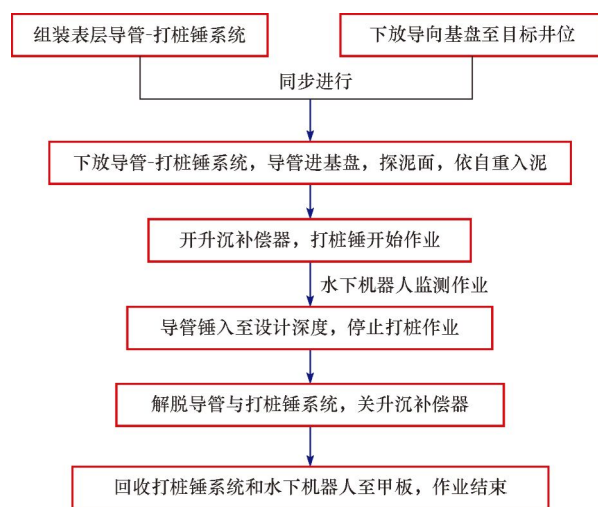 组装表层导管-打桩锤系统
下放导向基盘至目标井位
同步进行
下放导管-打桩锤系统，导管进基盘，探泥面，依自重入泥
开升沉补偿器，打桩锤开始作业
水下机器人监测作业
导管锤入至设计深度，停止打桩作业
解脱导管与打桩锤系统，关升沉补偿器
回收打桩锤系统和水下机器人至甲板，作业结束